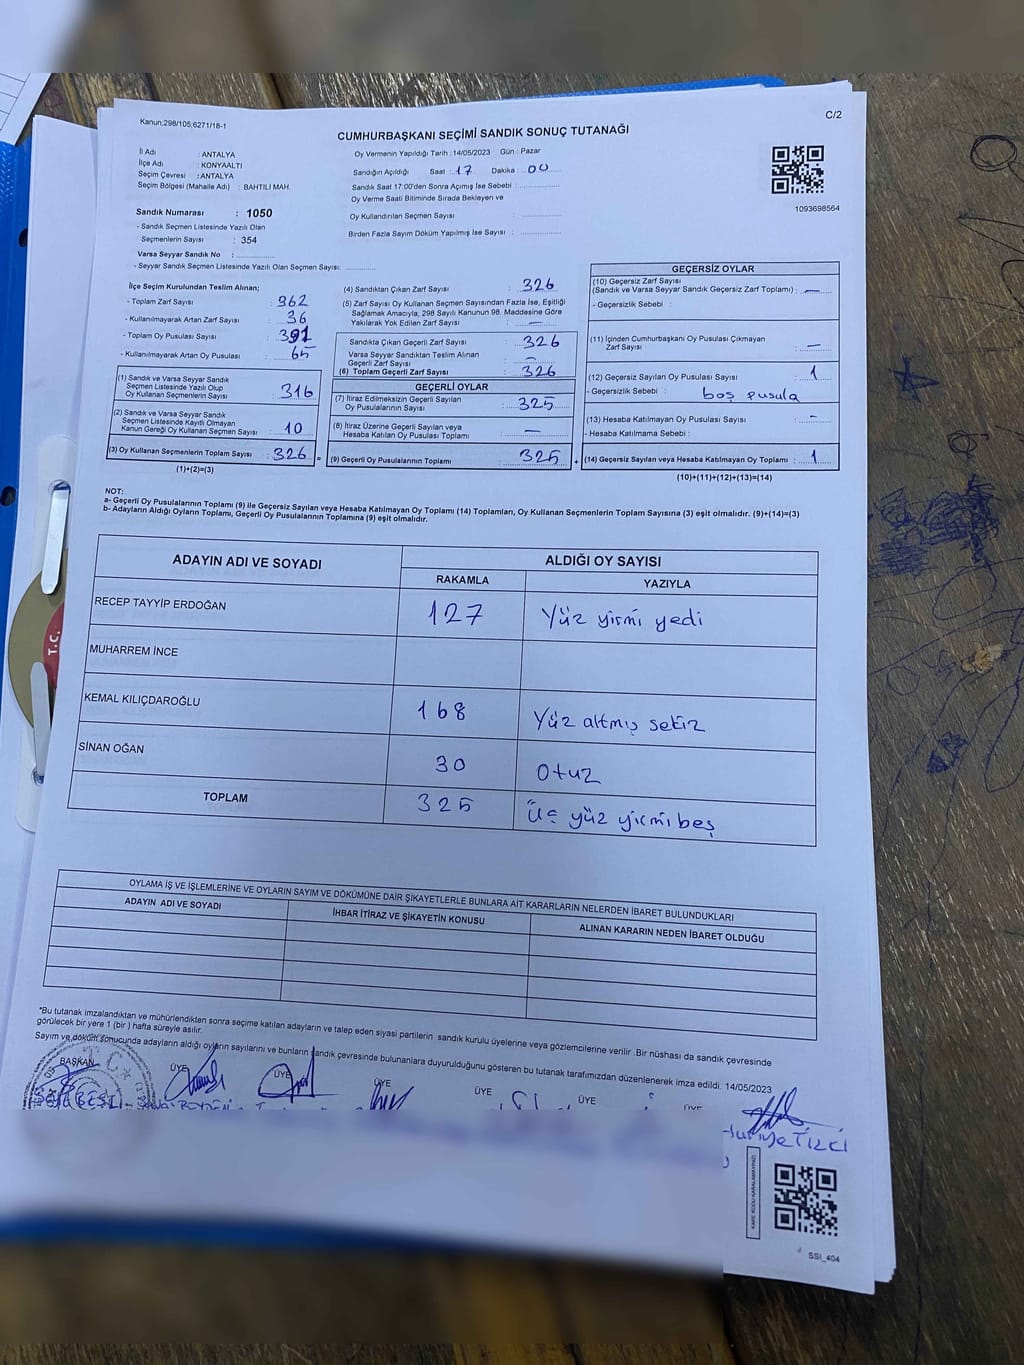 Kanun;298/105;6271/18-1
C/2
CUMHURBAŞKANI SEÇİMİ SANDIK SONUÇ TUTANAĞI
İl Adı : ANTALYA
İlçe Adı : KONYAALTI
Seçim Çevresi : ANTALYA
Seçim Bölgesi (Mahalle Adı) : BAHTILI MAH.
Sandık Numarası : 1050
- Sandık Seçmen Listesinde Yazılı Olan
Seçmenlerin Sayısı : 354
Varsa Seyyar Sandık No : ............
- Seyyar Sandık Seçmen Listesinde Yazılı Olan Seçmen Sayısı: ............
Oy Vermenin Yapıldığı Tarih : 14/05/2023 Gün : Pazar
Sandığın Açıldığı Saat : 17 Dakika : 00
Sandık Saat 17:00'den Sonra Açımış İse Sebebi : ............
Oy Verme Saati Bitiminde Sırada Bekleyen ve
Oy Kullandırılan Seçmen Sayısı : ............
Birden Fazla Sayım Döküm Yapılmış İse Sayısı : ............
1093698564
İlçe Seçim Kurulundan Teslim Alınan;
- Toplam Zarf Sayısı : 362
- Kullanılmayarak Artan Zarf Sayısı : 36
- Toplam Oy Pusulası Sayısı : 391
- Kullanılmayarak Artan Oy Pusulası : 65
(1) Sandık ve Varsa Seyyar Sandık
Seçmen Listesinde Yazılı Olup
Oy Kullanan Seçmenlerin Sayısı : 316
(2) Sandık ve Varsa Seyyar Sandık
Seçmen Listesinde Kayıtlı Olmayan
Kanun Gereği Oy Kullanan Seçmen Sayısı : 10
(3) Oy Kullanan Seçmenlerin Toplam Sayısı : 326 =
(1)+(2)=(3)
(4) Sandıktan Çıkan Zarf Sayısı : 326
(5) Zarf Sayısı Oy Kullanan Seçmen Sayısından Fazla İse, Eşitliği
Sağlamak Amacıyla, 298 Sayılı Kanunun 98. Maddesine Göre
Yakılarak Yok Edilen Zarf Sayısı : —
Sandıkta Çıkan Geçerli Zarf Sayısı : 326
Varsa Seyyar Sandıktan Teslim Alınan
Geçerli Zarf Sayısı : —
(6) Toplam Geçerli Zarf Sayısı : 326
GEÇERLİ OYLAR
(7) İtiraz Edilmeksizin Geçerli Sayılan
Oy Pusulalarının Sayısı : 325
(8) İtiraz Üzerine Geçerli Sayılan veya
Hesaba Katılan Oy Pusulası Toplamı : —
(9) Geçerli Oy Pusulalarının Toplamı : 325 +
GEÇERSİZ OYLAR
(10) Geçersiz Zarf Sayısı
(Sandık ve Varsa Seyyar Sandık Geçersiz Zarf Toplamı) : —
- Geçersizlik Sebebi :
(11) İçinden Cumhurbaşkanı Oy Pusulası Çıkmayan
Zarf Sayısı : —
(12) Geçersiz Sayılan Oy Pusulası Sayısı : 1
- Geçersizlik Sebebi : boş pusula
(13) Hesaba Katılmayan Oy Pusulası Sayısı : -
- Hesaba Katılmama Sebebi :
(14) Geçersiz Sayılan veya Hesaba Katılmayan Oy Toplamı : 1
(10)+(11)+(12)+(13)=(14)
NOT:
a- Geçerli Oy Pusulalarının Toplamı (9) ile Geçersiz Sayılan veya Hesaba Katılmayan Oy Toplamı (14) Toplamları, Oy Kullanan Seçmenlerin Toplam Sayısına (3) eşit olmalıdır. (9)+(14)=(3)
b- Adayların Aldığı Oyların Toplamı, Geçerli Oy Pusulalarının Toplamına (9) eşit olmalıdır.
ADAYIN ADI VE SOYADI ALDIĞI OY SAYISI
RAKAMLA YAZIYLA
RECEP TAYYİP ERDOĞAN 127 Yüz yirmi yedi
MUHARREM İNCE
KEMAL KILIÇDAROĞLU 168 Yüz altmış sekiz
SİNAN OĞAN 30 Otuz
TOPLAM 325 Üç yüz yirmi beş
OYLAMA İŞ VE İŞLEMLERİNE VE OYLARIN SAYIM VE DÖKÜMÜNE DAİR ŞİKAYETLERLE BUNLARA AİT KARARLARIN NELERDEN İBARET BULUNDUKLARI
ADAYIN ADI VE SOYADI İHBAR İTİRAZ VE ŞİKAYETİN KONUSU ALINAN KARARIN NEDEN İBARET OLDUĞU
*Bu tutanak imzalandıktan ve mühürlendikten sonra seçime katılan adayların ve talep eden siyasi partilerin sandık kurulu üyelerine veya gözlemcilerine verilir .Bir nüshası da sandık çevresinde
görülecek bir yere 1 (bir ) hafta süreyle asılır.
Sayım ve döküm sonucunda adayların aldığı oyların sayılarını ve bunların sandık çevresinde bulunanlara duyurulduğunu gösteren bu tutanak tarafımızdan düzenlenerek imza edildi. 14/05/2023
BAŞKAN ÜYE ÜYE ÜYE ÜYE ÜYE ÜYE
T.C.
KARE KODU KARALAMAYINIZ!
SSI_404